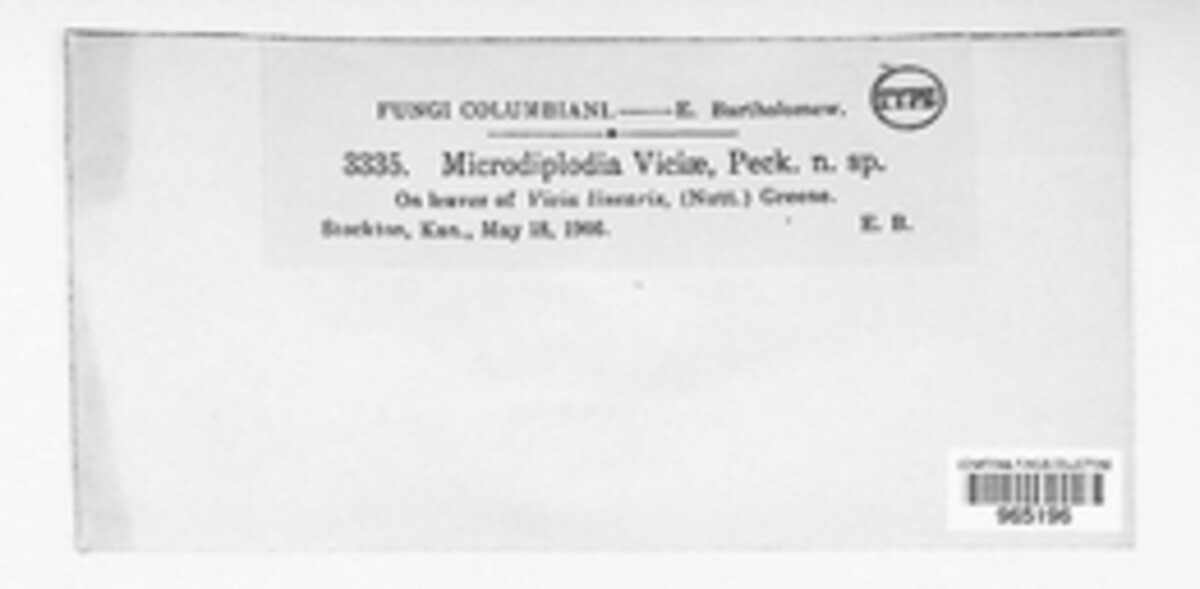 TYPE
FUNGI COLUMBIANI.——E. Bartholomew.
3335. Microdiplodia Viciæ, Peck. n. sp.
On leaves of Vicia linearis, (Nutt.) Greene.
Stockton, Kan., May 18, E. B.
965196